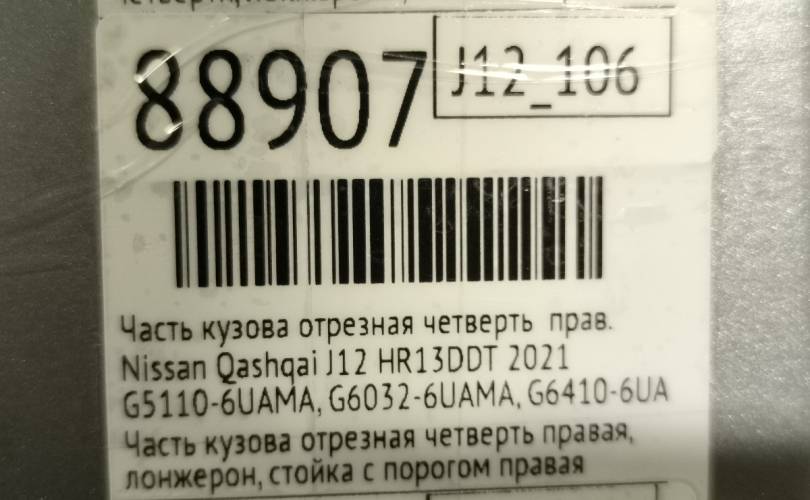 88907
J12_106
Часть кузова отрезная четверть прав.
Nissan Qashqai J12 HR13DDT 2021
G5110-6UAMA, G6032-6UAMA, G6410-6UA
Часть кузова отрезная четверть правая,
лонжерон, стойка с порогом правая